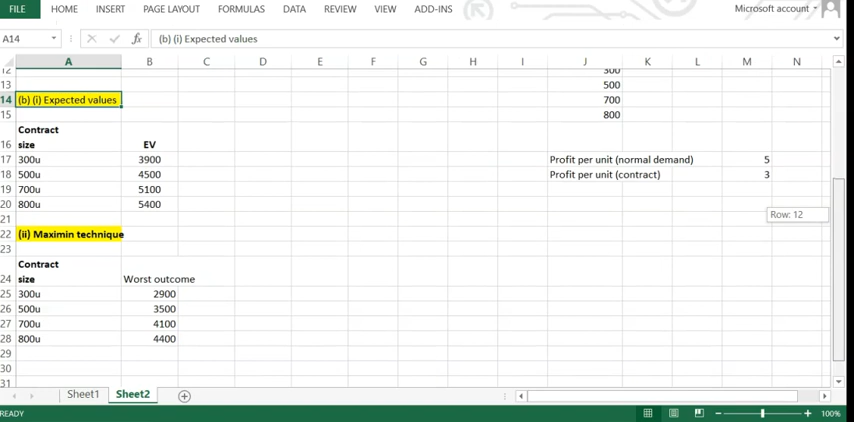 FILE HOME INSERT PAGE LAYOUT FORMULAS DATA REVIEW VIEW ADD-INS Microsoft account
A14 fx (b) (i) Expected values
A B C D E F G H I J K L M N
12 300
13 500
14 (b) (i) Expected values 700
15 800
Contract
16 size EV
17 300u 3900 Profit per unit (normal demand) 5
18 500u 4500 Profit per unit (contract) 3
19 700u 5100
20 800u 5400
Row: 12
21
22 (ii) Maximin technique
23
Contract
24 size Worst outcome
25 300u 2900
26 500u 3500
27 700u 4100
28 800u 4400
29
30
31
Sheet1 Sheet2
READY 100%